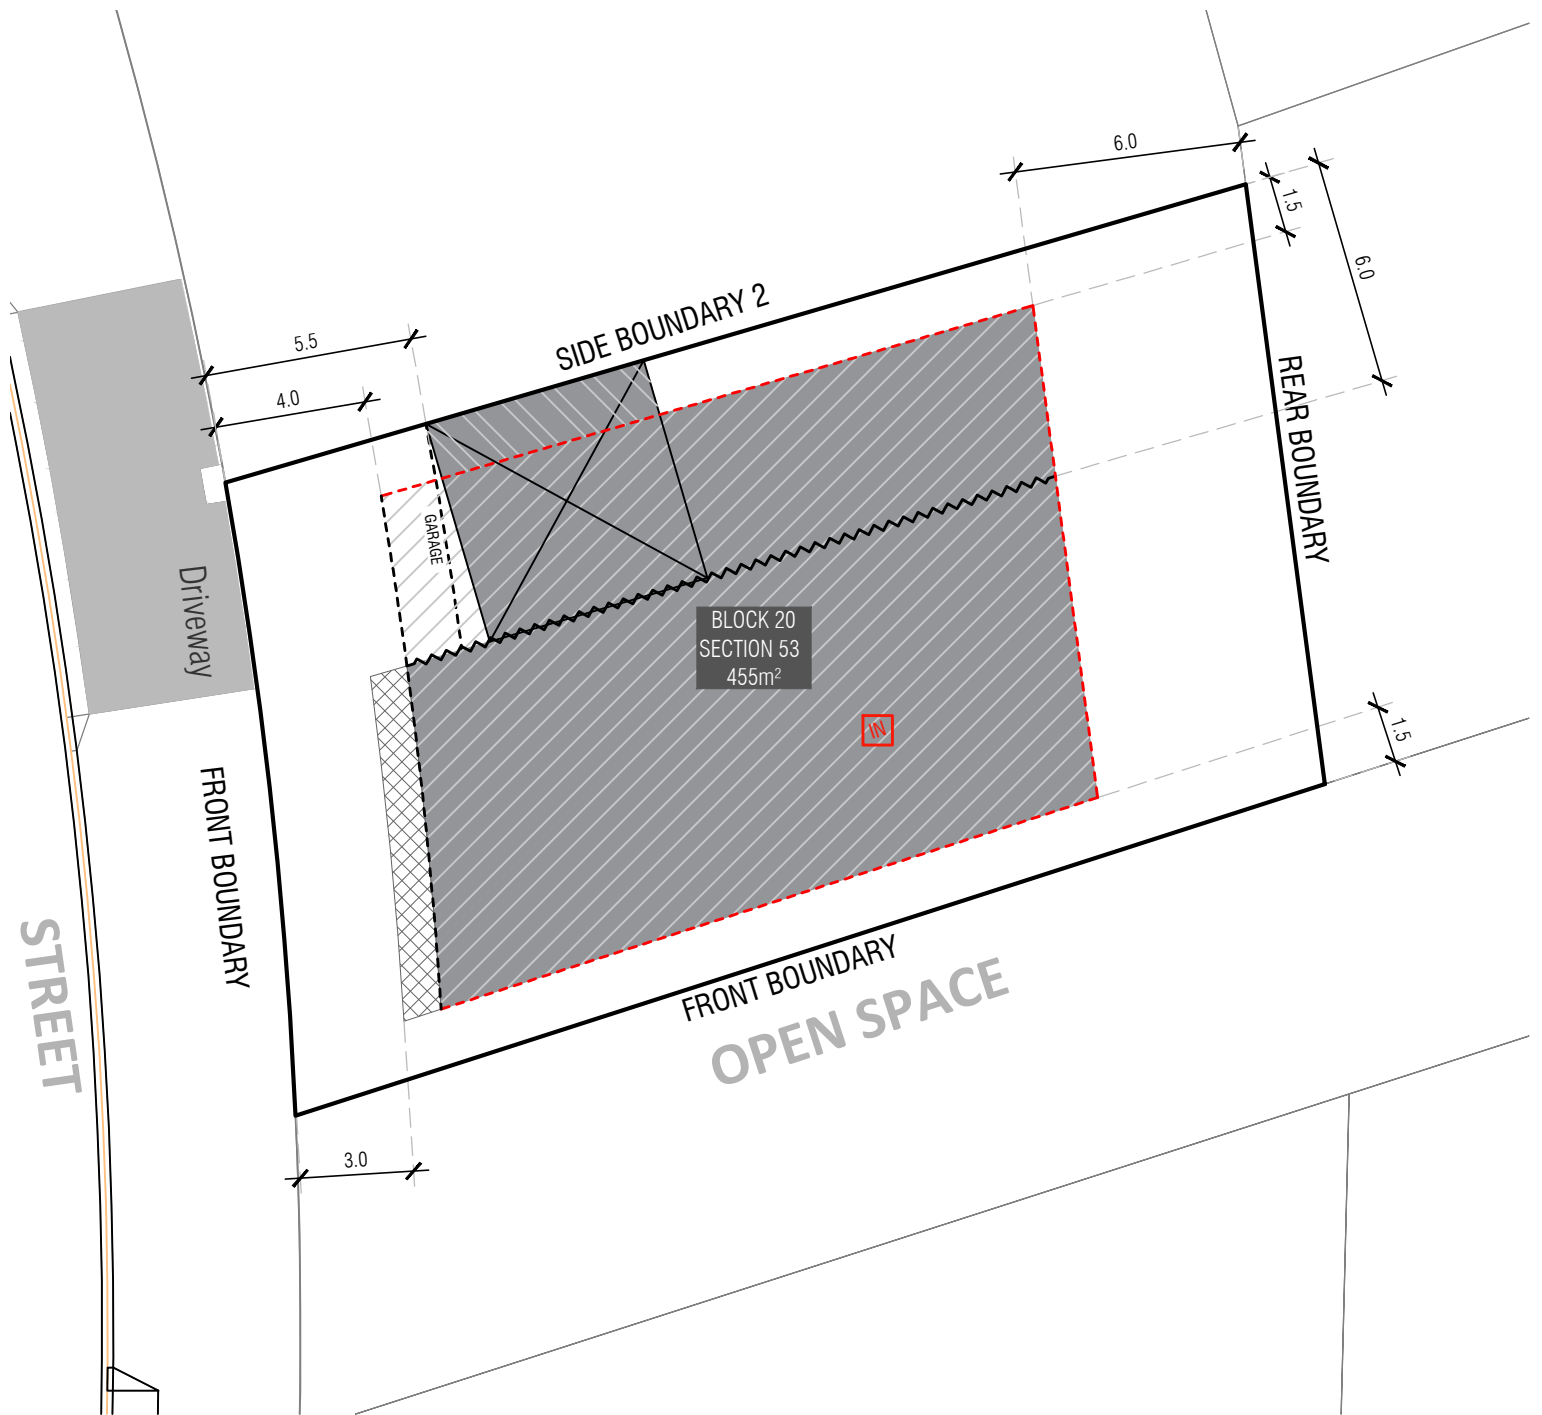 6.0
1.5
6.0
SIDE BOUNDARY 2
5.5
4.0
REAR BOUNDARY
GARAGE
Driveway
BLOCK 20
SECTION 53
455m²
IN
1.5
FRONT BOUNDARY
STREET
FRONT BOUNDARY
OPEN SPACE
3.0